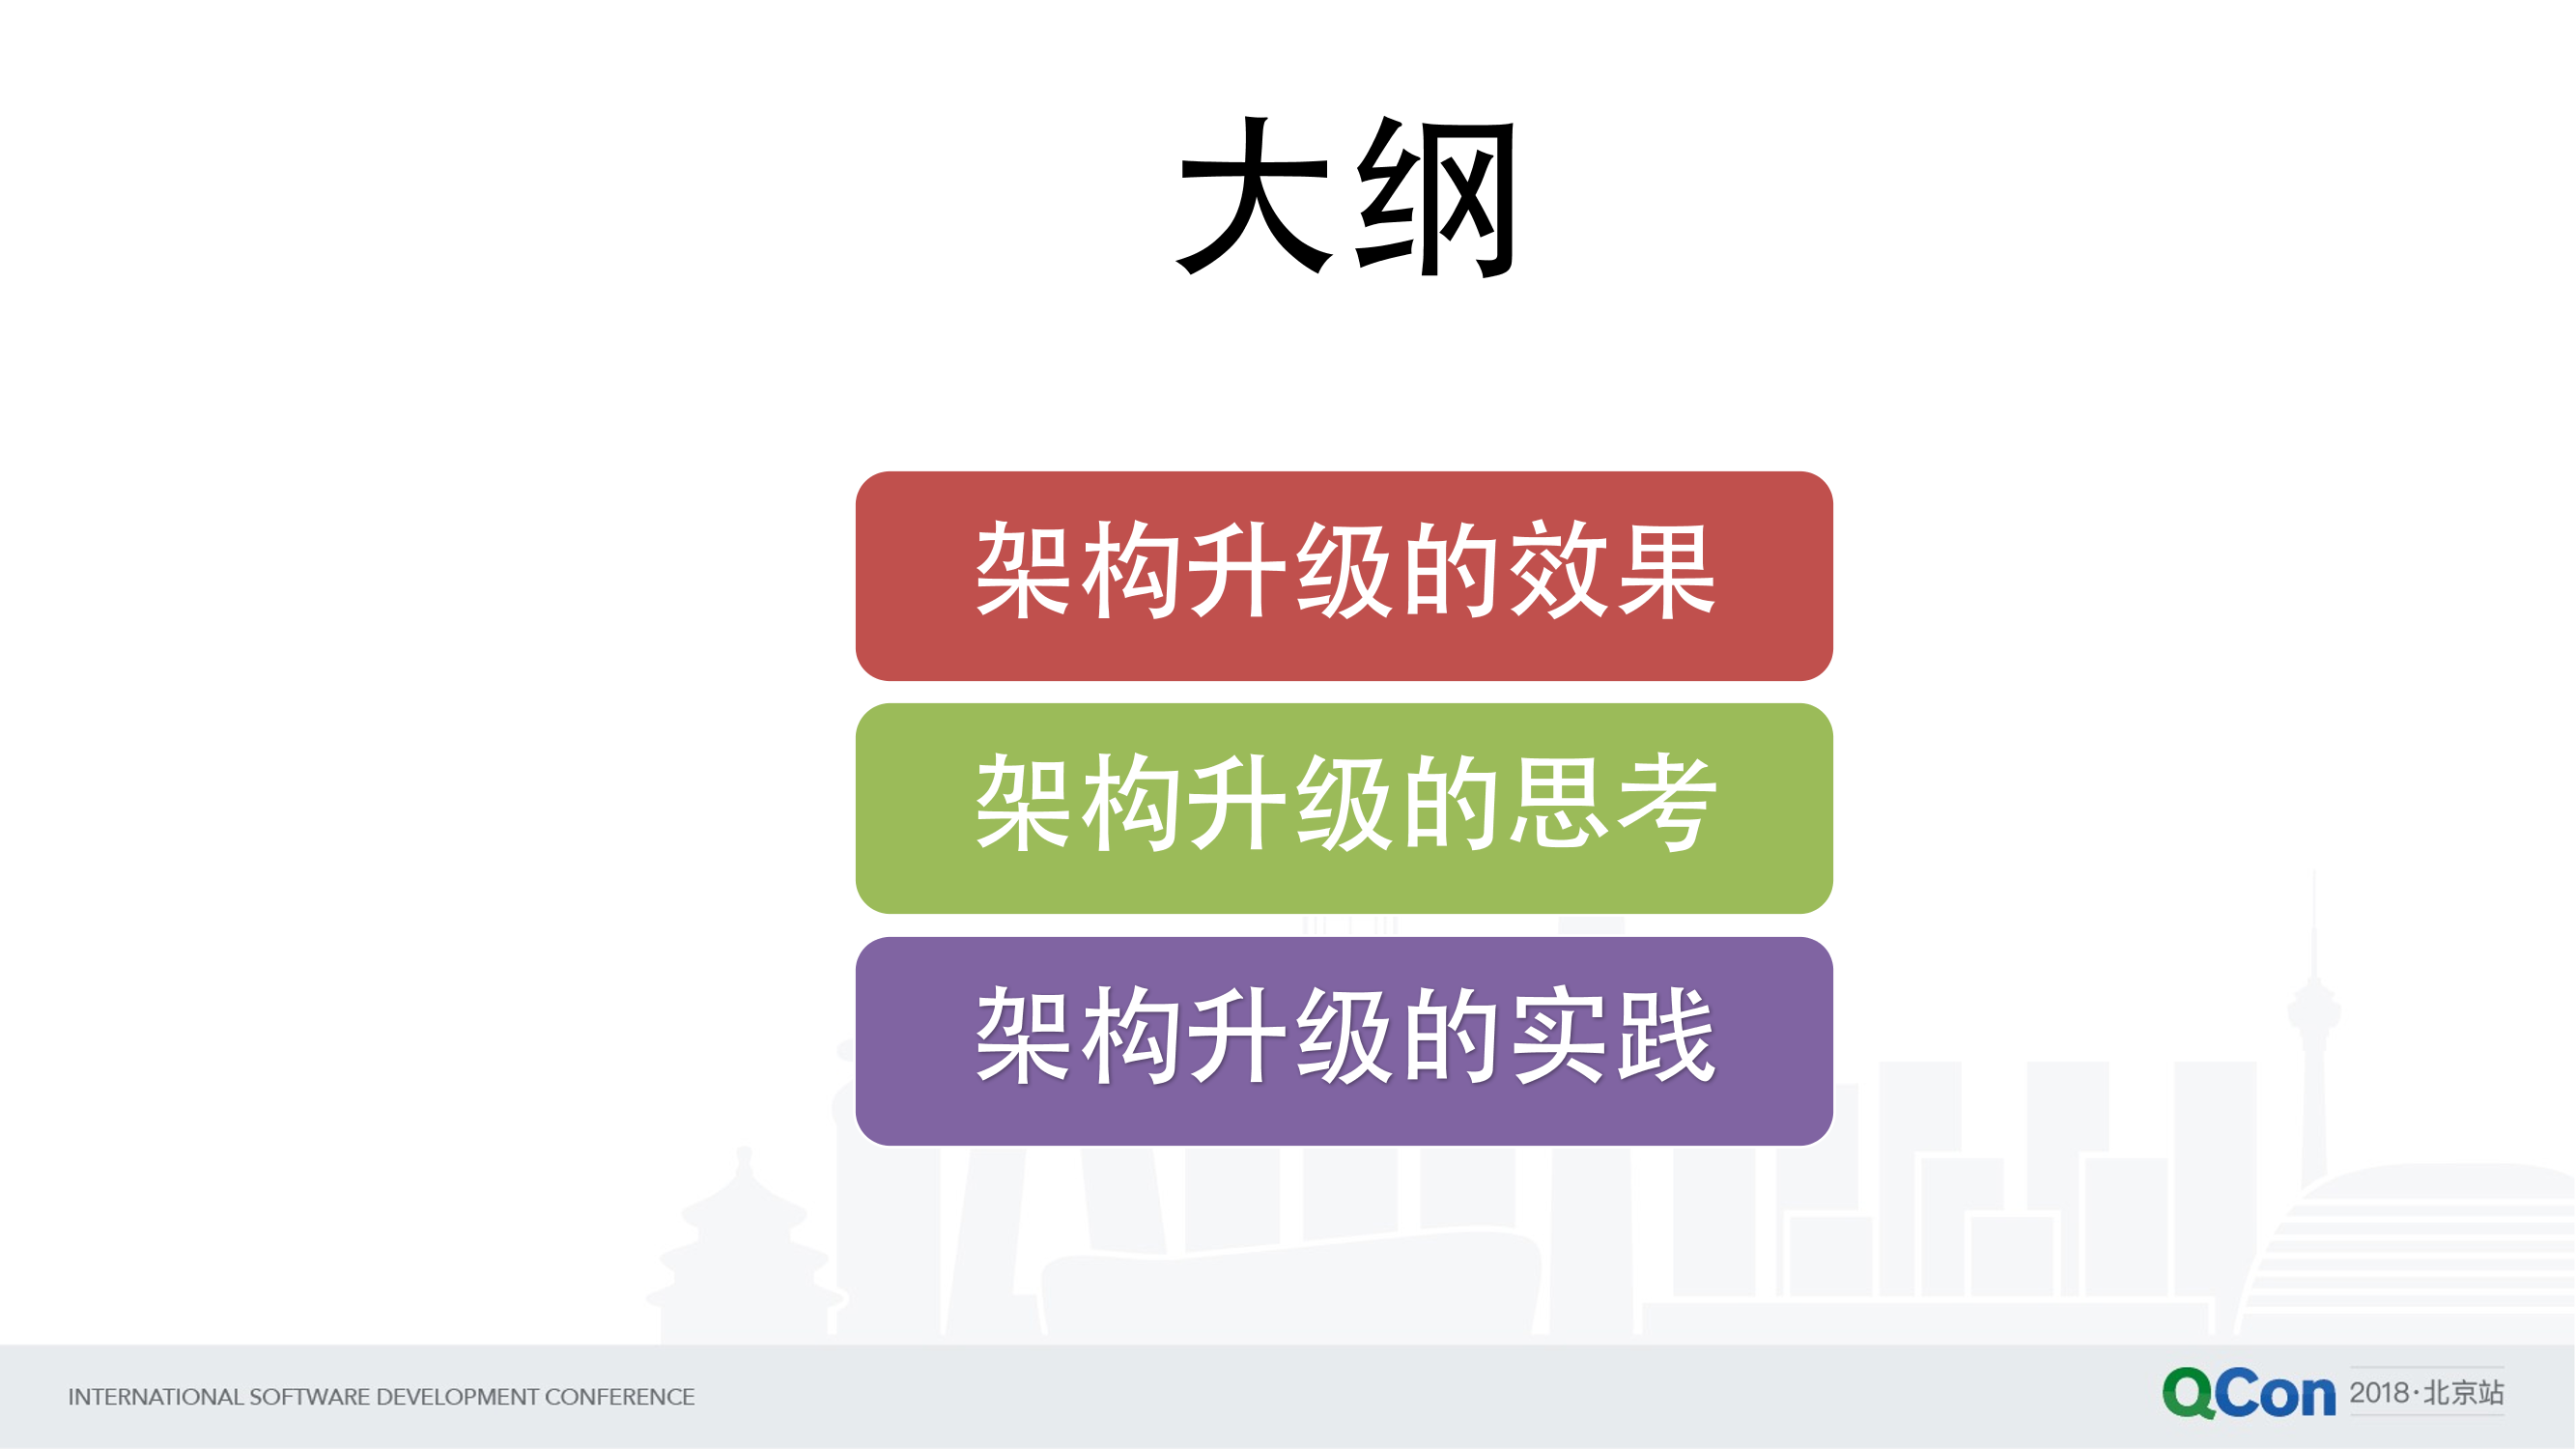 大纲
架构升级的效果
架构升级的思考
架构升级的实践
INTERNATIONAL SOFTWARE DEVELOPMENT CONFERENCE
QCon 2018·北京站